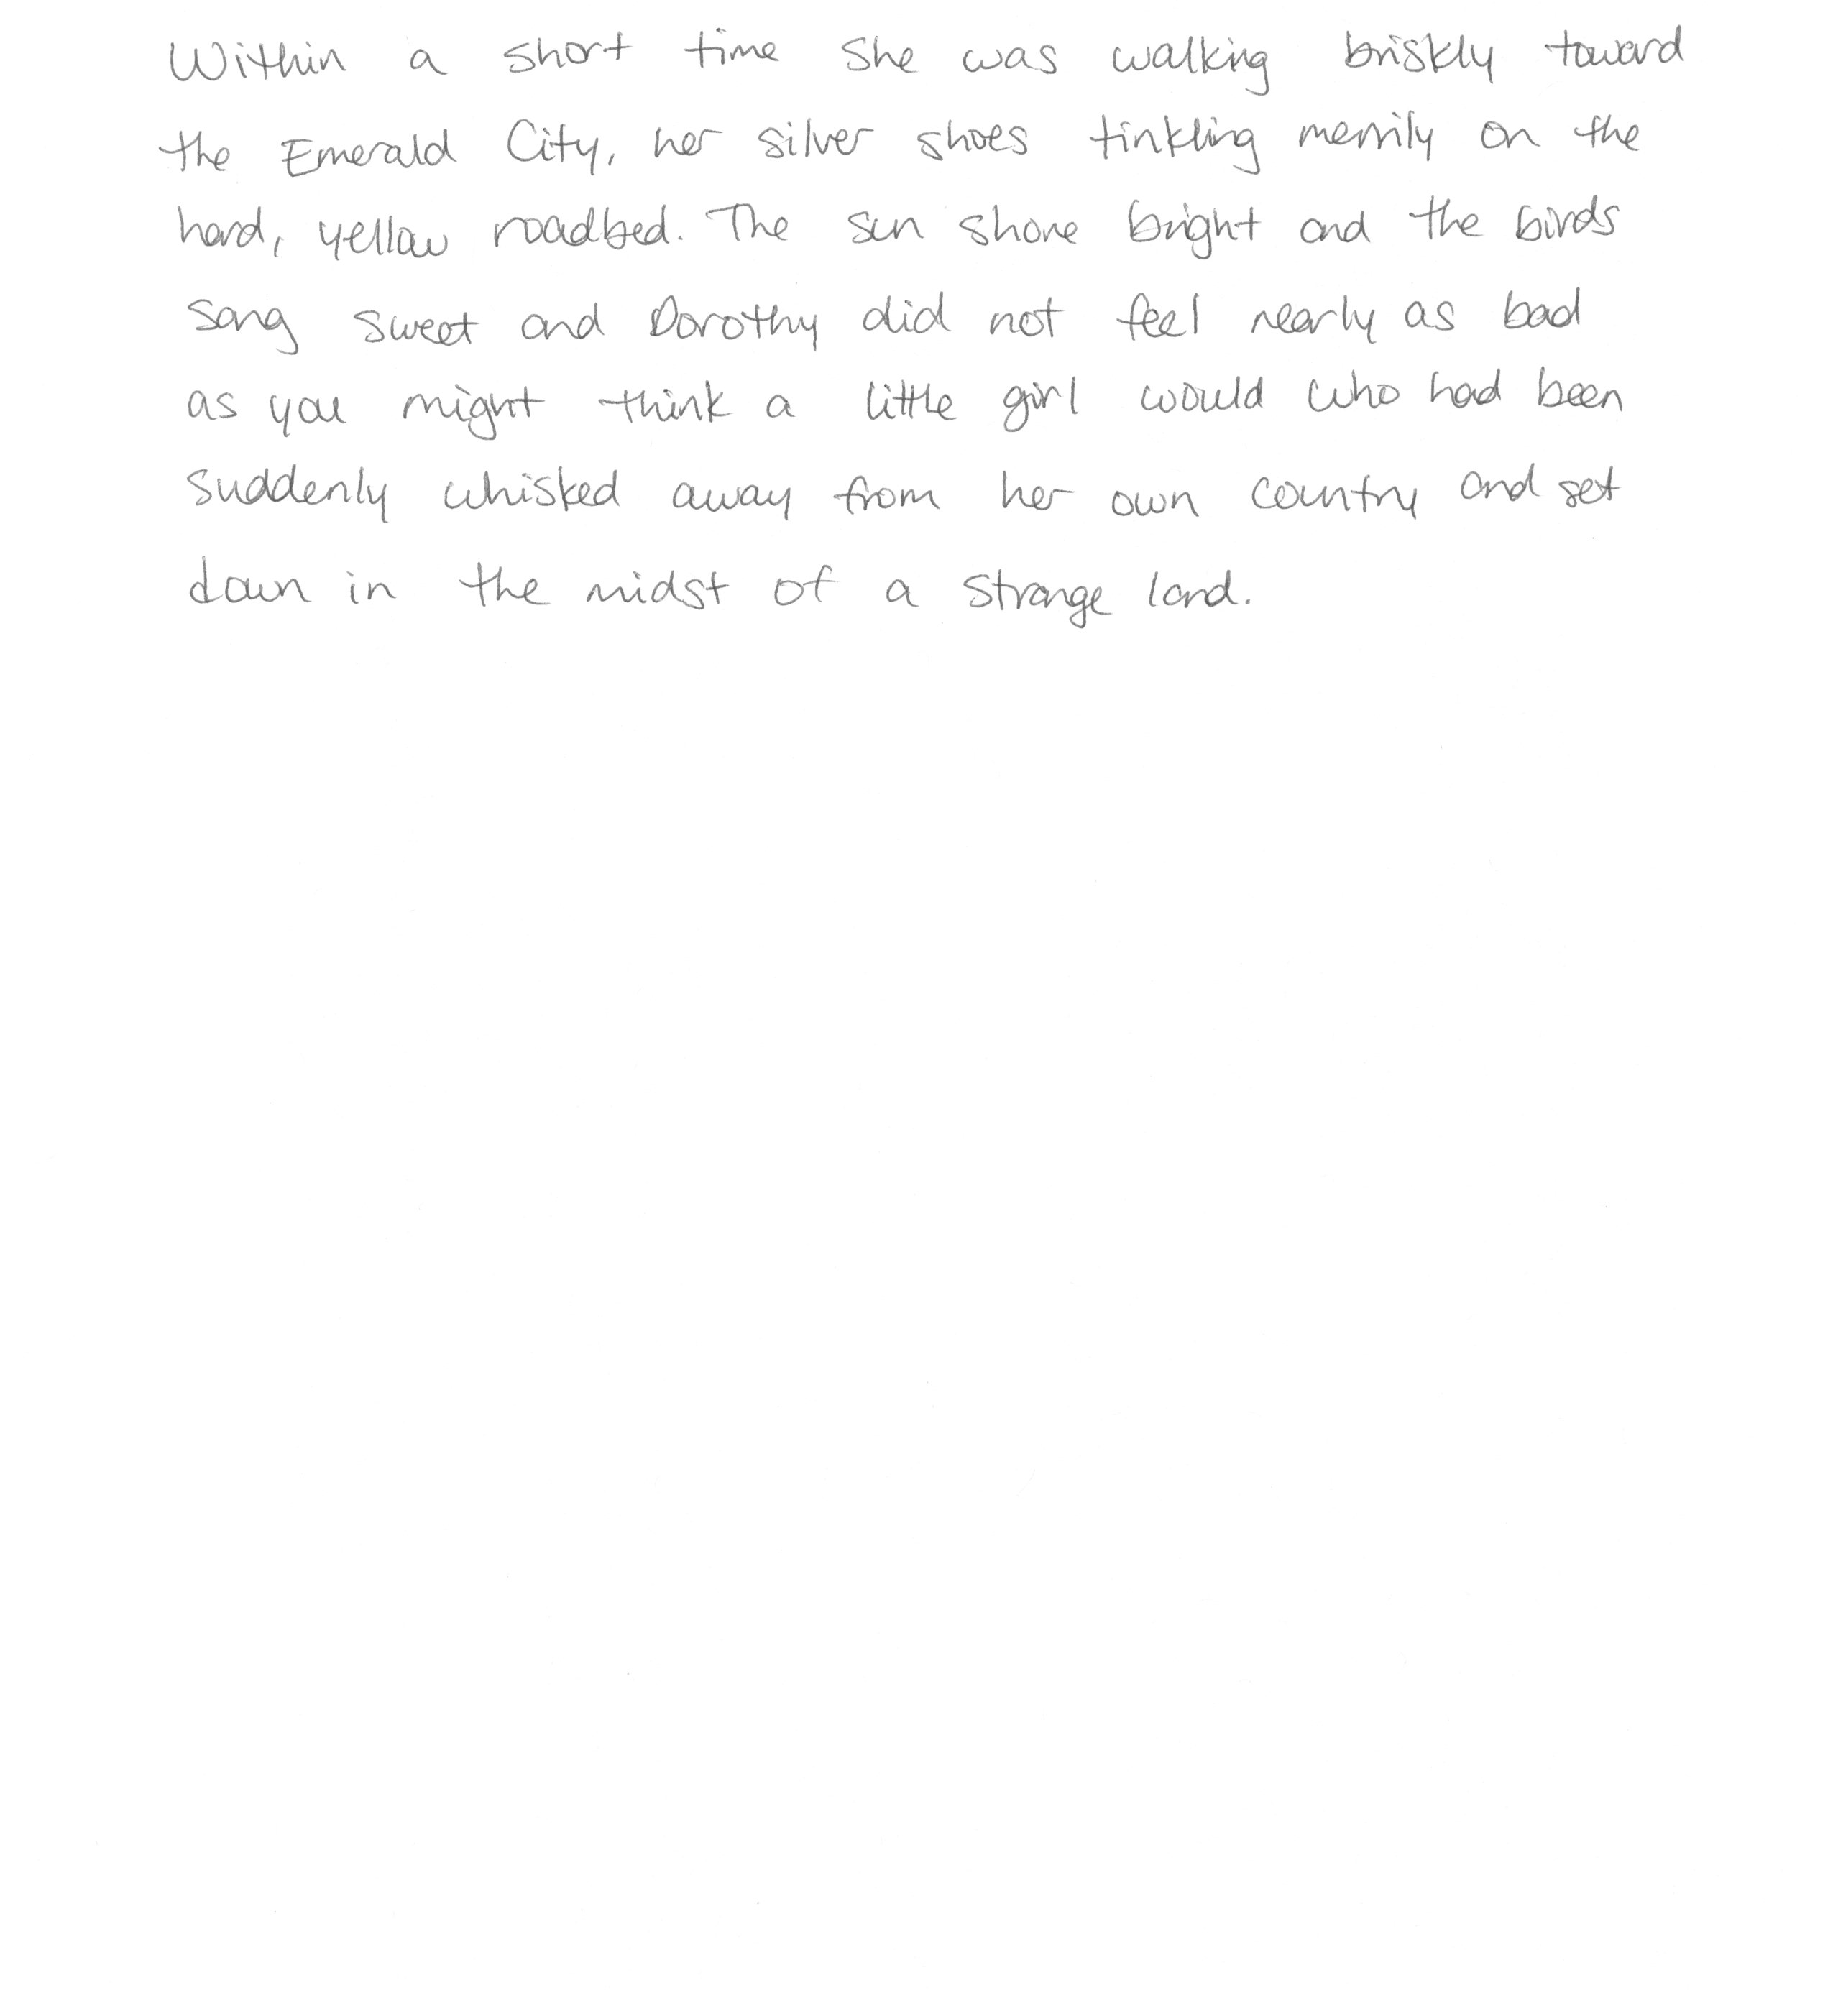 Within a short time she was walking briskly toward
the Emerald City, her silver shoes tinkling merrily on the
hard, yellow roadbed. The sun shone bright and the birds
sang sweet and Dorothy did not feel nearly as bad
as you might think a little girl would who had been
suddenly whisked away from her own country and set
down in the midst of a strange land.